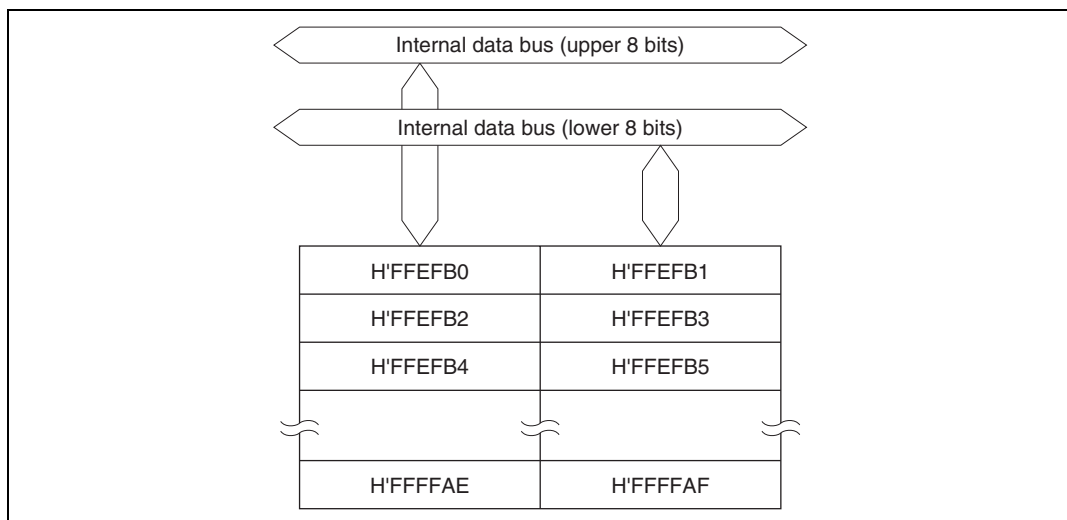 Internal data bus (upper 8 bits)
Internal data bus (lower 8 bits)
H'FFEFB0 H'FFEFB1
H'FFEFB2 H'FFEFB3
H'FFEFB4 H'FFEFB5
H'FFFFAE H'FFFFAF